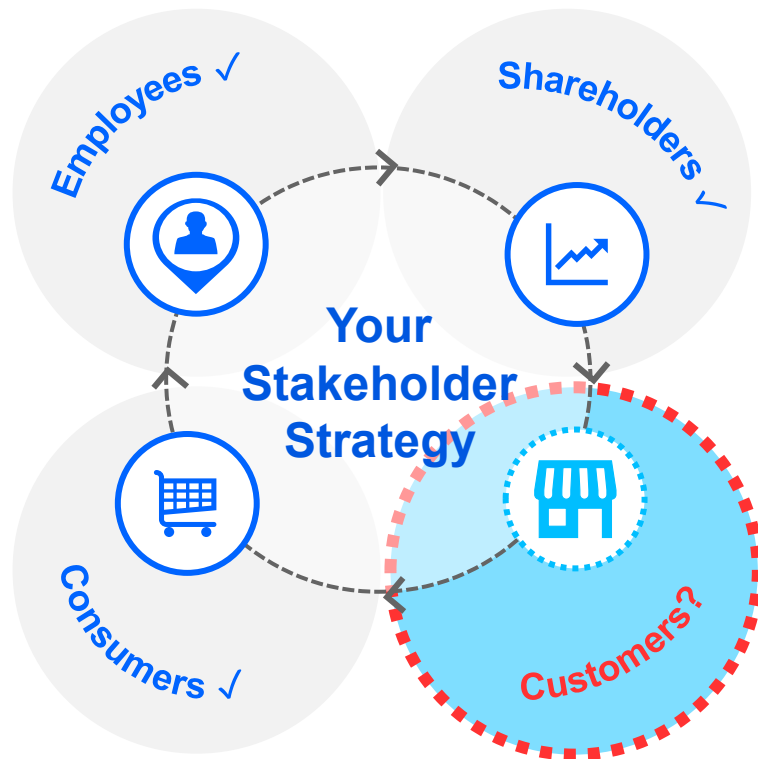 Employees ✓
Shareholders ✓
Your
Stakeholder
Strategy
Consumers ✓
Customers?